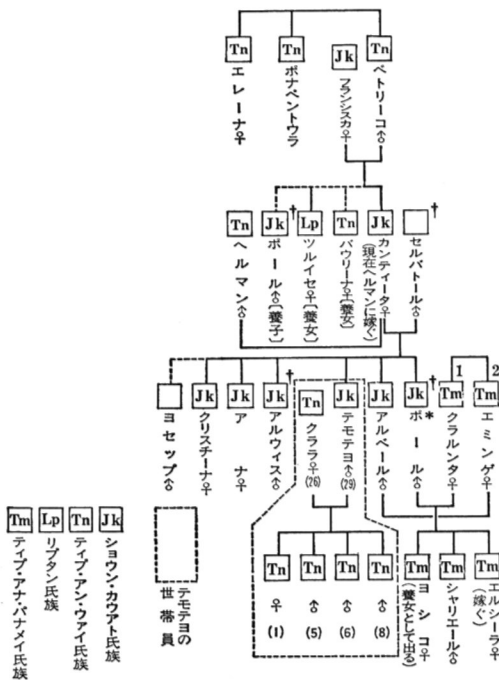 Tn ベトリーコ♂
Jk フランシスカ♀
Tn ボナベントウラ
Tn エレーナ♀
† セルバトール♂
Jk カンティータ♀
(現在ヘルマンに嫁ぐ)
Tn パウリーナ♀〔養女〕
Lp ツルイセ♀〔養女〕
† Jk ポール♂〔養子〕
Tn ヘルマン♂
2 Tm エミンゲ♀
1 Tm クラルンタ♀
† Jk ポール*♂
Jk アルベール♂
Jk テモテヨ♂(29)
Tn クララ♀(26)
† Jk アルウィス♂
Jk アナ♀
Jk クリスチーナ♀
ヨセップ♂
Tm エルシーラ♀
(嫁ぐ)
Tm シャリエール♂
Tm ヨシコ♀
(養女として出る)
Tn ♂ (8)
Tn ♂ (6)
Tn ♂ (5)
Tn ♀ (1)
テモテヨの
世帯員
Jk ショウン・カウアト氏族
Tn ティプ・アン・ウァイ氏族
Lp リプタン氏族
Tm ティプ・アナ・パナメイ氏族